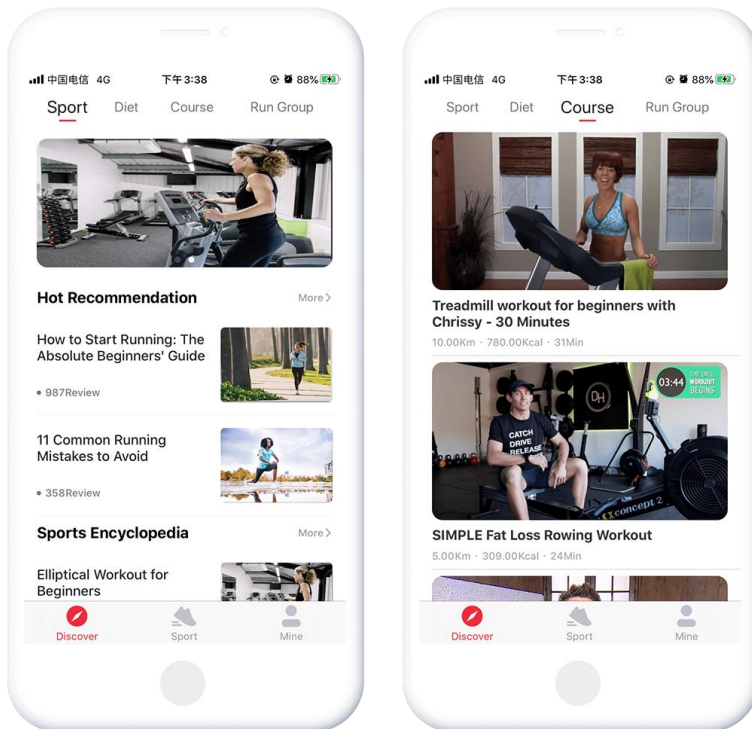 中国电信 4G 下午3:38 88%
Sport Diet Course Run Group
Hot Recommendation More >
How to Start Running: The
Absolute Beginners' Guide
• 987Review
11 Common Running
Mistakes to Avoid
• 358Review
Sports Encyclopedia More >
Elliptical Workout for
Beginners
Discover Sport Mine
中国电信 4G 下午3:38 88%
Sport Diet Course Run Group
Treadmill workout for beginners with
Chrissy - 30 Minutes
10.00Km · 780.00Kcal · 31Min
03:44
TIME UNTIL
WORKOUT
BEGINS
DH
CATCH
DRIVE
RELEASE
concept 2
SIMPLE Fat Loss Rowing Workout
5.00Km · 309.00Kcal · 24Min
Discover Sport Mine